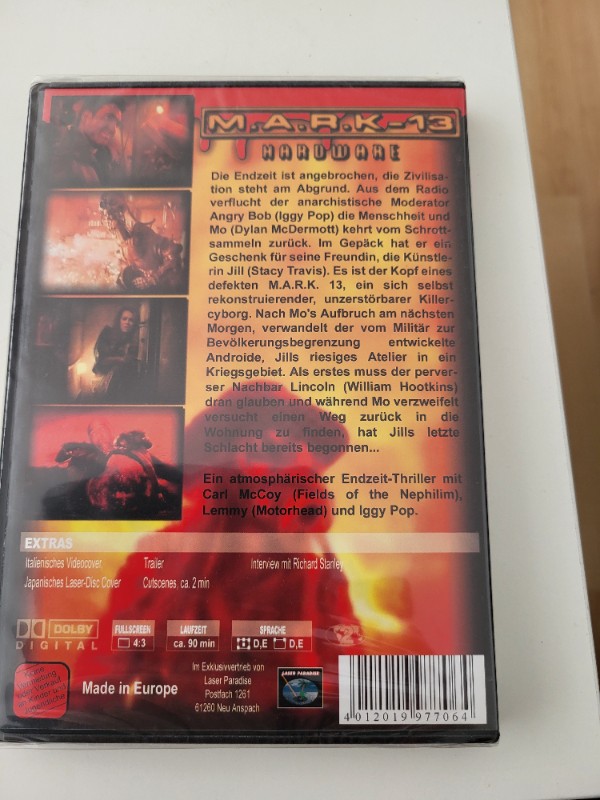 M.A.R.K-13
HARDWARE
Die Endzeit ist angebrochen, die Zivilisa-
tion steht am Abgrund. Aus dem Radio
verflucht der anarchistische Moderator
Angry Bob (Iggy Pop) die Menschheit und
Mo (Dylan McDermott) kehrt vom Schrott-
sammeln zurück. Im Gepäck hat er ein
Geschenk für seine Freundin, die Künstle-
rin Jill (Stacy Travis). Es ist der Kopf eines
defekten M.A.R.K. 13, ein sich selbst
rekonstruierender, unzerstörbarer Killer-
cyborg. Nach Mo's Aufbruch am nächsten
Morgen, verwandelt der vom Militär zur
Bevölkerungsbegrenzung entwickelte
Androide, Jills riesiges Atelier in ein
Kriegsgebiet. Als erstes muss der perver-
ser Nachbar Lincoln (William Hootkins)
dran glauben und während Mo verzweifelt
versucht einen Weg zurück in die
Wohnung zu finden, hat Jills letzte
Schlacht bereits begonnen...
Ein atmosphärischer Endzeit-Thriller mit
Carl McCoy (Fields of the Nephilim),
Lemmy (Motorhead) und Iggy Pop.
EXTRAS
Italienisches Videocover Trailer Interview mit Richard Stanley
Japanisches Laser-Disc Cover Cutscenes, ca. 2 min
DOLBY
DIGITAL
FULLSCREEN
4:3
LAUFZEIT
ca. 90 min
SPRACHE
D,E D,E
Made in Europe
Im Exklusivvertrieb von
Laser Paradise
Postfach 1261
61260 Neu Anspach
LASER PARADISE
4 012019 977064